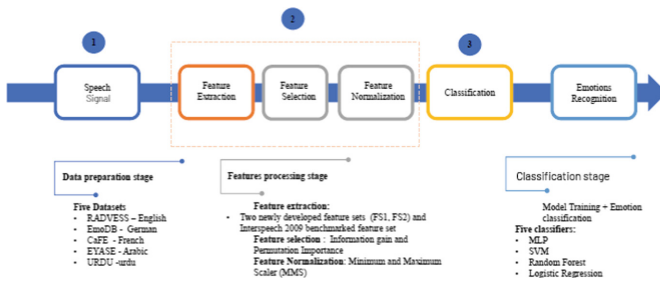 1
2
3
Speech
Signal
Feature
Extraction
Feature
Selection
Feature
Normalization
Classification
Emotions
Recognition
Data preparation stage
Five Datasets
• RADVESS – English
• EmoDB - German
• CaFE - French
• EYASE - Arabic
• URDU -urdu
Features processing stage
Feature extraction:
• Two newly developed feature sets (FS1, FS2) and
Interspeech 2009 benchmarked feature set
Feature selection : Information gain and
Permutation Importance
Feature Normalization: Minimum and Maximum
Scaler (MMS)
Classification stage
Model Training + Emotion
classification
Five classifiers:
• MLP
• SVM
• Random Forest
• Logistic Regression